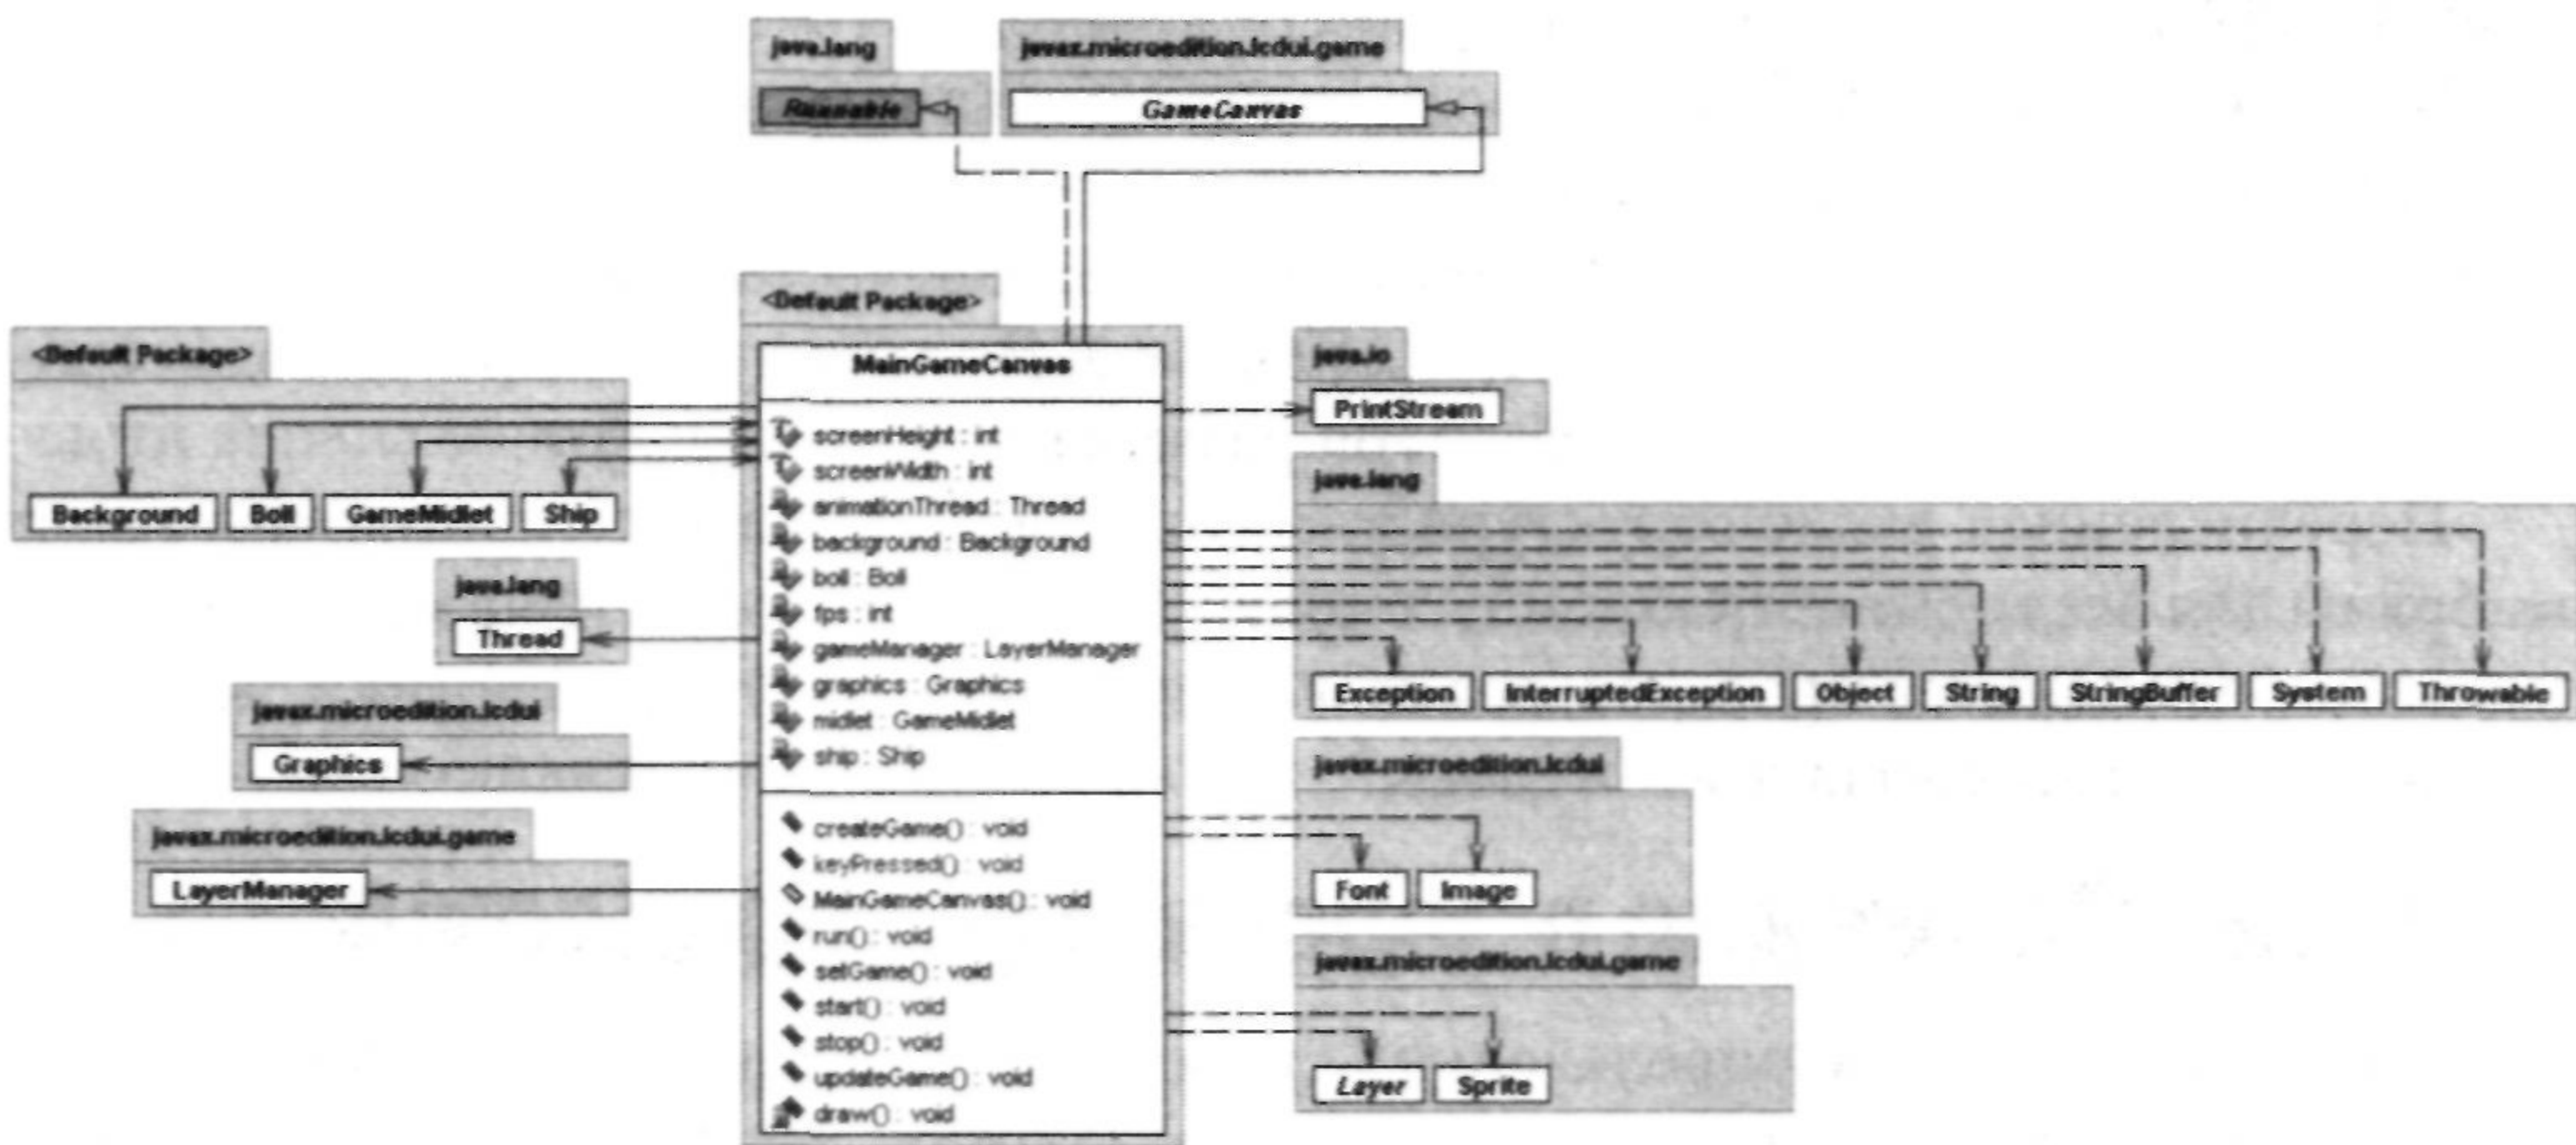 java.lang
Runnable
javax.microedition.lcdui.game
GameCanvas
<Default Package>
Background
Boll
GameMidlet
Ship
java.lang
Thread
javax.microedition.lcdui
Graphics
javax.microedition.lcdui.game
LayerManager
<Default Package>
MainGameCanvas
screenHeight : int
screenWidth : int
animationThread : Thread
background : Background
boll : Boll
fps : int
gameManager : LayerManager
graphics : Graphics
midlet : GameMidlet
ship : Ship
createGame() : void
keyPressed() : void
MainGameCanvas() : void
run() : void
setGame() : void
start() : void
stop() : void
updateGame() : void
draw() : void
java.io
PrintStream
java.lang
Exception
InterruptedException
Object
String
StringBuffer
System
Throwable
javax.microedition.lcdui
Font
Image
javax.microedition.lcdui.game
Layer
Sprite